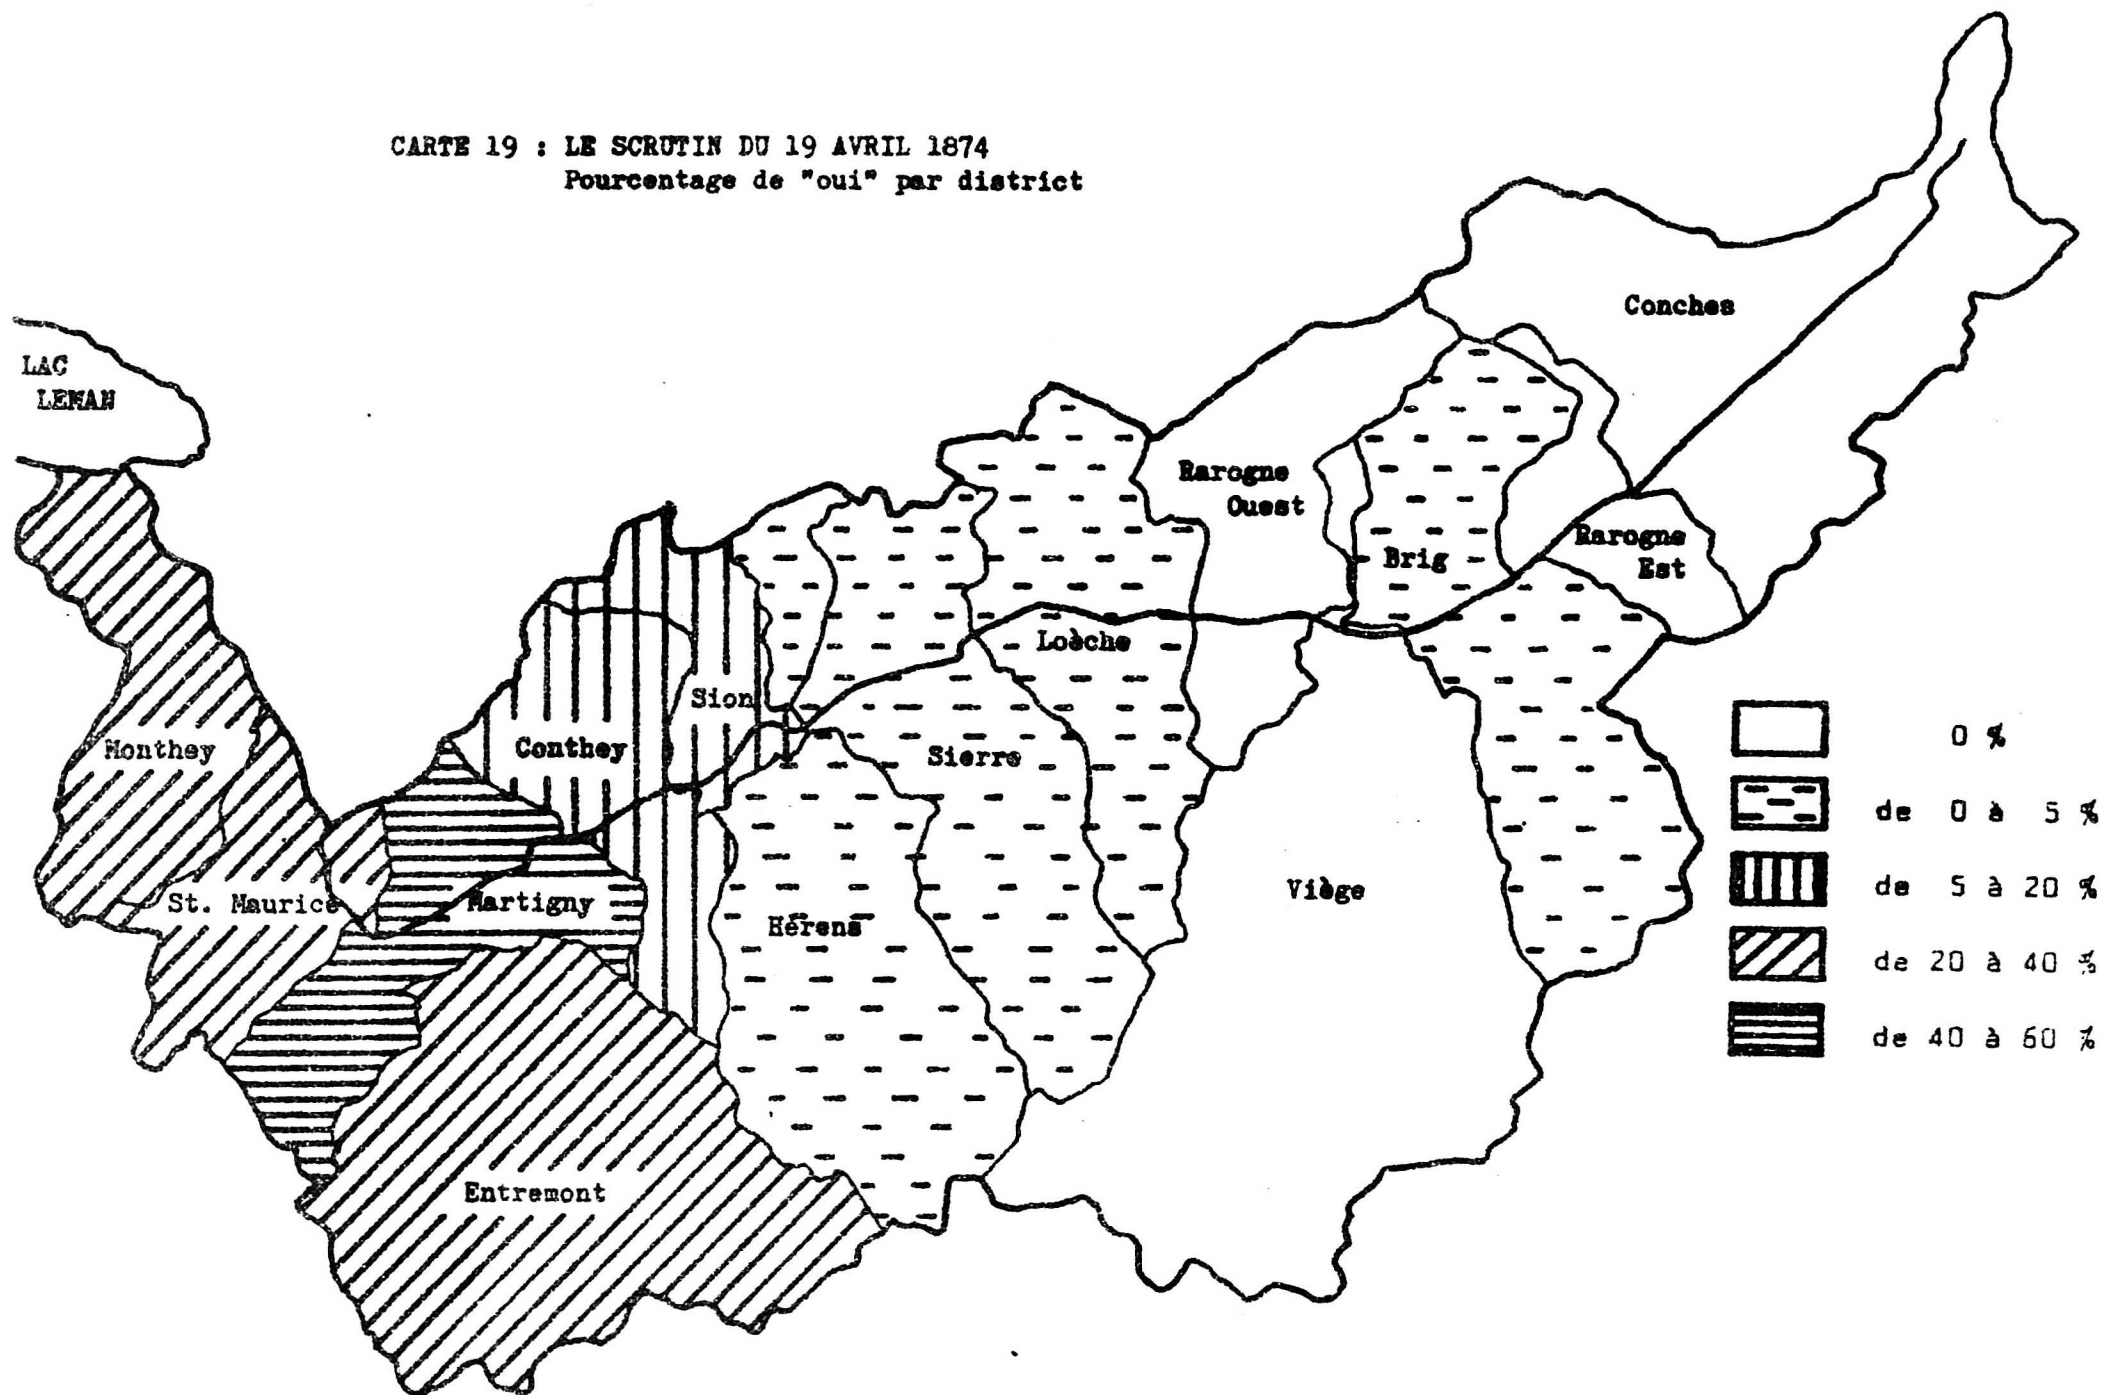 CARTE 19 : LE SCRUTIN DU 19 AVRIL 1874
Pourcentage de "oui" par district
Conches
LAC
LEMAN
Rarogne
Ouest
Brig
Rarogne
Est
Loèche
Sion
Monthey
Conthey
Sierre
St. Maurice
Martigny
Viège
Hérens
Entremont
0 %
de 0 à 5 %
de 5 à 20 %
de 20 à 40 %
de 40 à 60 %